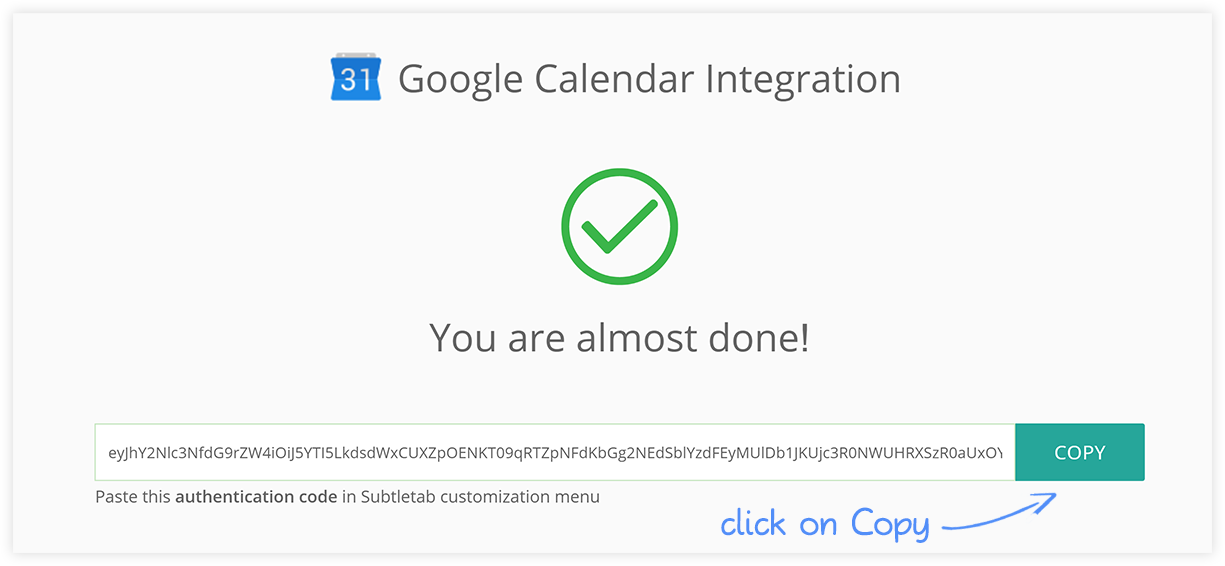 31 Google Calendar Integration
You are almost done!
eyJhY2Nlc3NfdG9rZW4iOiJ5YTI5LkdsdWxCUXZpOENKT09qRTZpNFdKbGg2NEdSblYzdFEyMUlDb1JKUjc3R0NWUHRXSzR0aUxOY COPY
Paste this authentication code in Subtletab customization menu
click on Copy